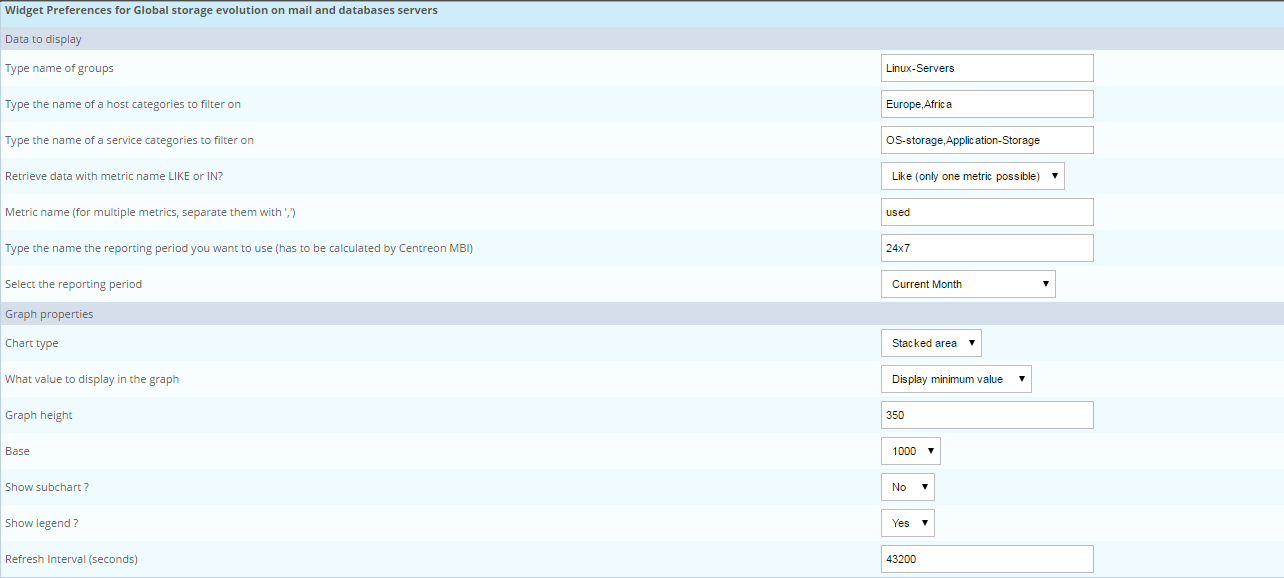 Widget Preferences for Global storage evolution on mail and databases servers
Data to display
Type name of groups Linux-Servers
Type the name of a host categories to filter on Europe,Africa
Type the name of a service categories to filter on OS-storage,Application-Storage
Retrieve data with metric name LIKE or IN? Like (only one metric possible)
Metric name (for multiple metrics, separate them with ',') used
Type the name the reporting period you want to use (has to be calculated by Centreon MBI) 24x7
Select the reporting period Current Month
Graph properties
Chart type Stacked area
What value to display in the graph Display minimum value
Graph height 350
Base 1000
Show subchart ? No
Show legend ? Yes
Refresh Interval (seconds) 43200